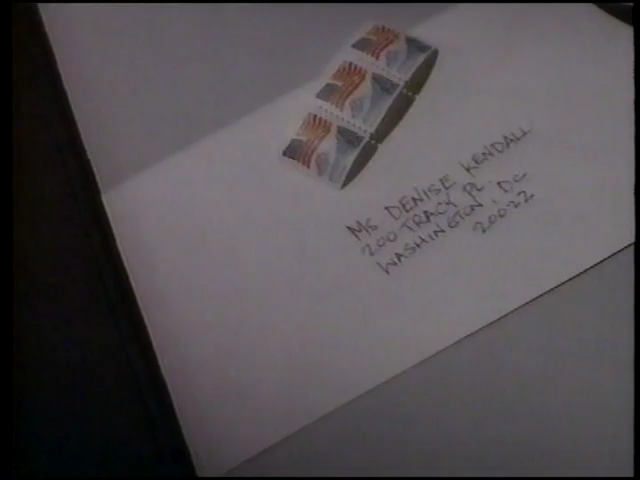 MS DENISE KENDALL
200 TRACY PL.
WASHINGTON, DC
20022